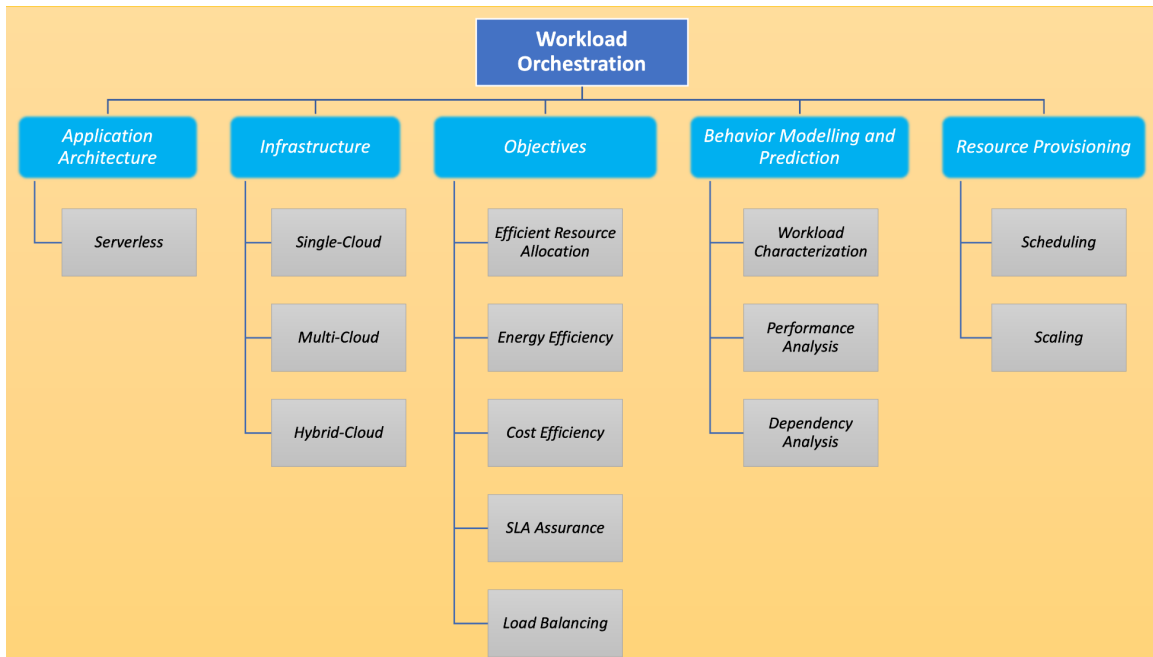 Workload
Orchestration
Application
Architecture
Infrastructure
Objectives
Behavior Modelling and
Prediction
Resource Provisioning
Serverless
Single-Cloud
Efficient Resource
Allocation
Workload
Characterization
Scheduling
Multi-Cloud
Energy Efficiency
Performance
Analysis
Scaling
Hybrid-Cloud
Cost Efficiency
Dependency
Analysis
SLA Assurance
Load Balancing